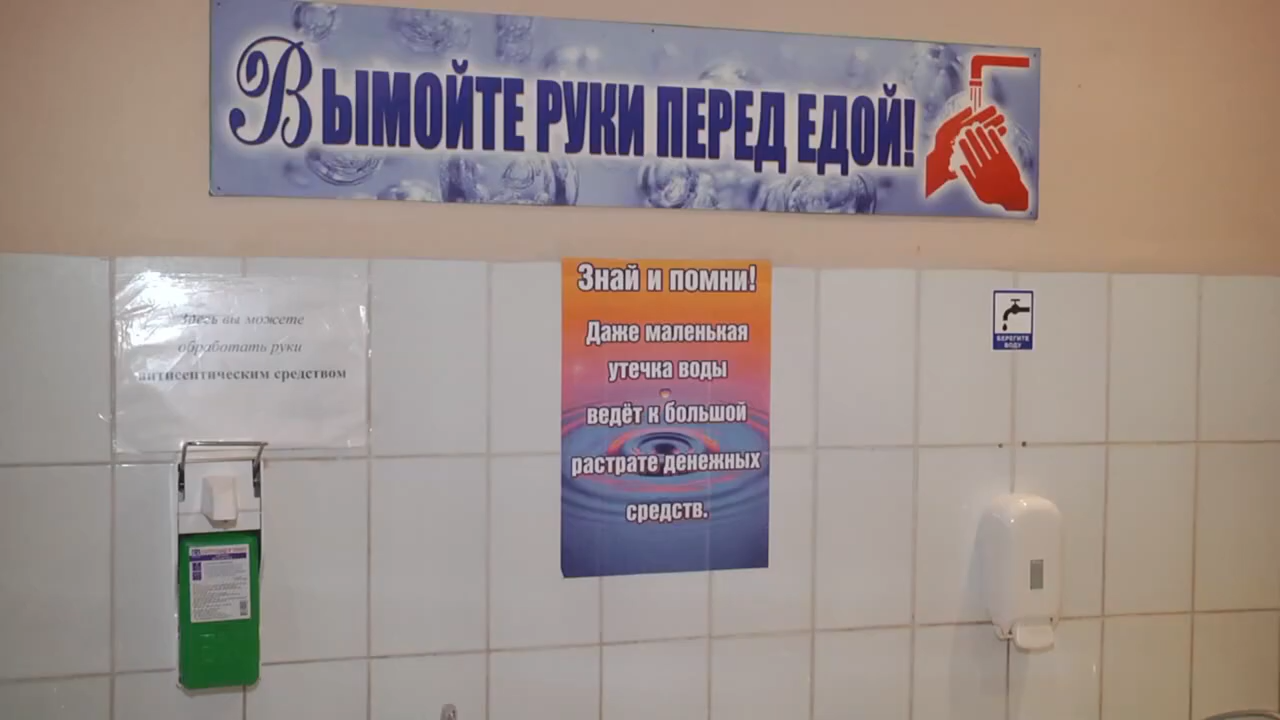 Вымойте руки перед едой!
Здесь вы можете
обработать руки
антисептическим средством
Знай и помни!
Даже маленькая
утечка воды
ведёт к большой
растрате денежных
средств.
БЕРЕГИТЕ
ВОДУ